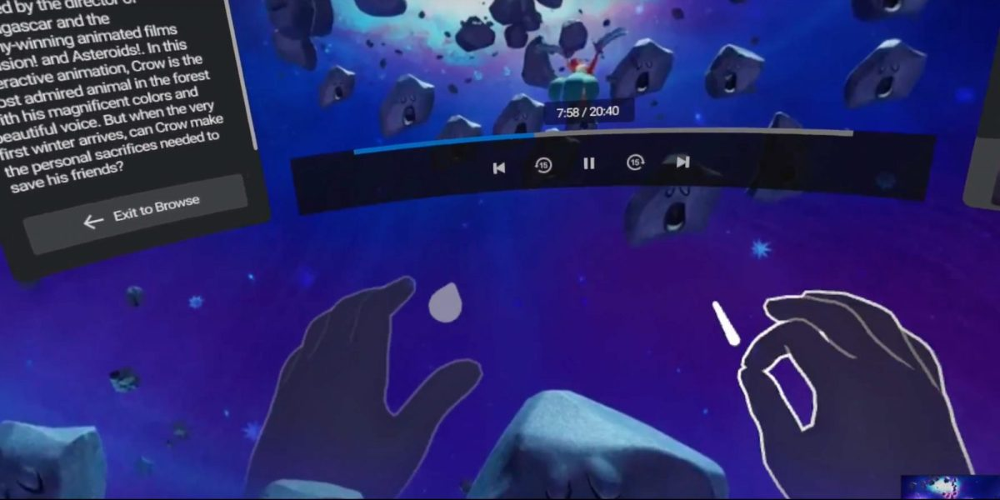 ed by the director of
gascar and the
y-winning animated films
sion! and Asteroids!. In this
eractive animation, Crow is the
ost admired animal in the forest
ith his magnificent colors and
beautiful voice. But when the very
first winter arrives, can Crow make
the personal sacrifices needed to
save his friends?
Exit to Browse
7:58 / 20:40
15
15